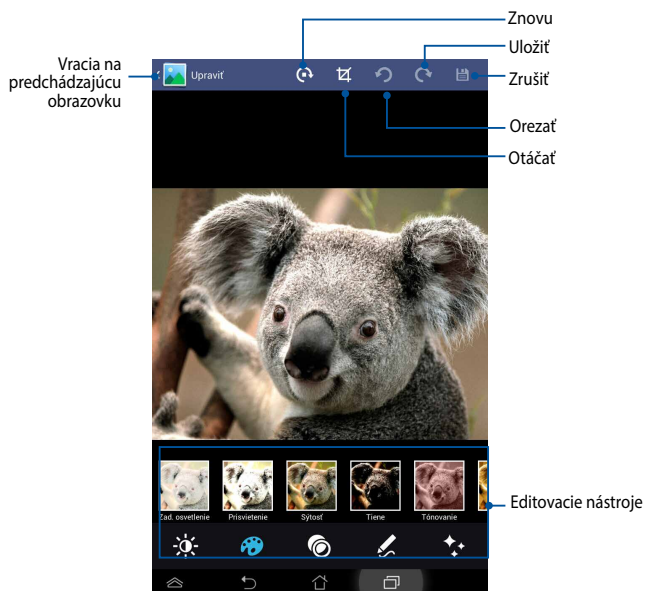 Znovu
Uložiť
Vracia na
predchádzajúcu
obrazovku
Upraviť
Zrušiť
Orezať
Otáčať
Zad. osvetlenie
Prisvietenie
Sýtosť
Tiene
Tónovanie
Editovacie nástroje